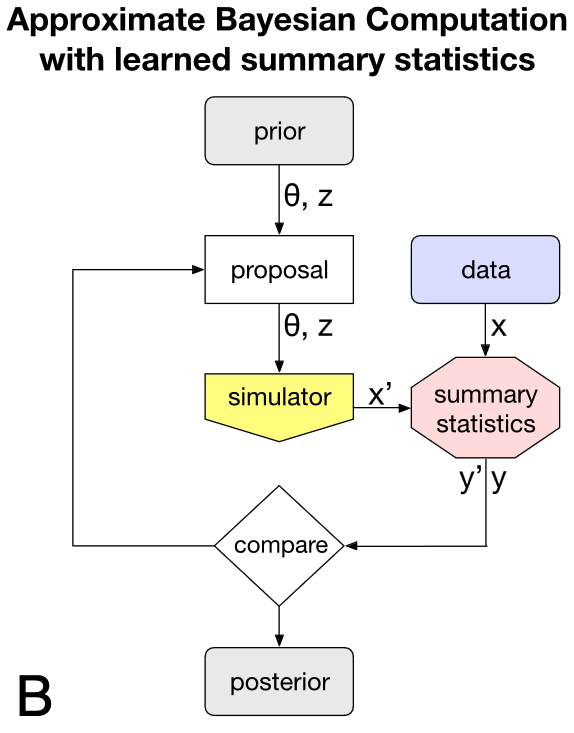 Approximate Bayesian Computation
with learned summary statistics
prior
θ, z
proposal
data
θ, z
x
simulator
x’
summary
statistics
y’ y
compare
posterior
B